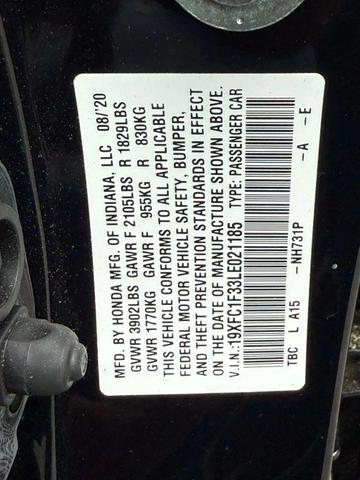 MFD. BY HONDA MFG. OF INDIANA, LLC 08/'20
GVWR 3902LBS GAWR F 2105LBS R 1829LBS
GVWR 1770KG GAWR F 955KG R 830KG
THIS VEHICLE CONFORMS TO ALL APPLICABLE
FEDERAL MOTOR VEHICLE SAFETY, BUMPER,
AND THEFT PREVENTION STANDARDS IN EFFECT
ON THE DATE OF MANUFACTURE SHOWN ABOVE.
V.I.N.:19XFC1F33LE021185 TYPE: PASSENGER CAR
TBC L A15 -NH731P -A -E